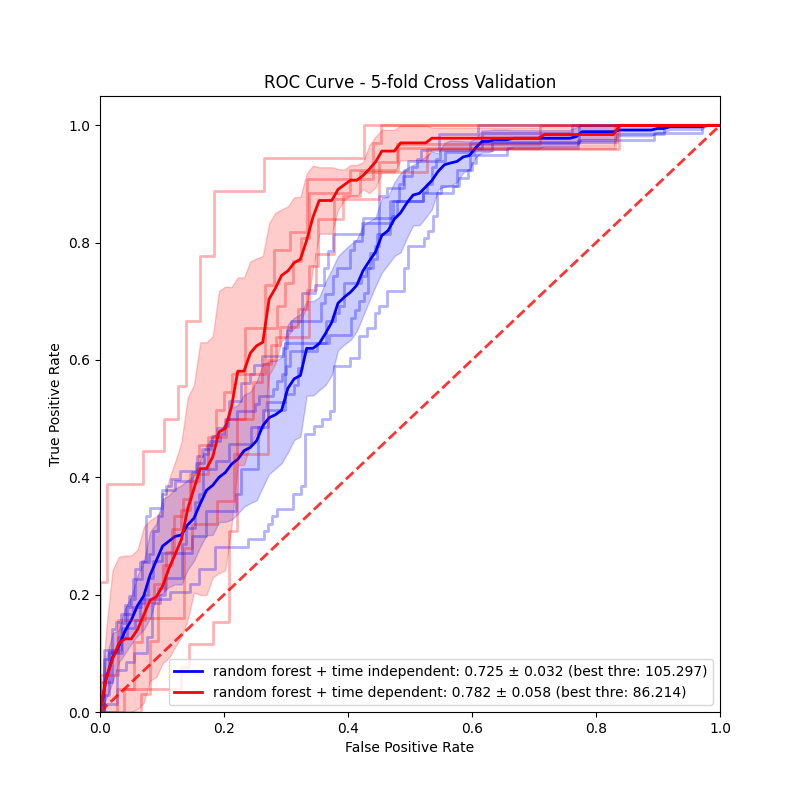 ROC Curve - 5-fold Cross Validation
True Positive Rate
1.0
0.8
0.6
0.4
0.2
0.0
random forest + time independent: 0.725 ± 0.032 (best thre: 105.297)
random forest + time dependent: 0.782 ± 0.058 (best thre: 86.214)
0.0 0.2 0.4 0.6 0.8 1.0
False Positive Rate